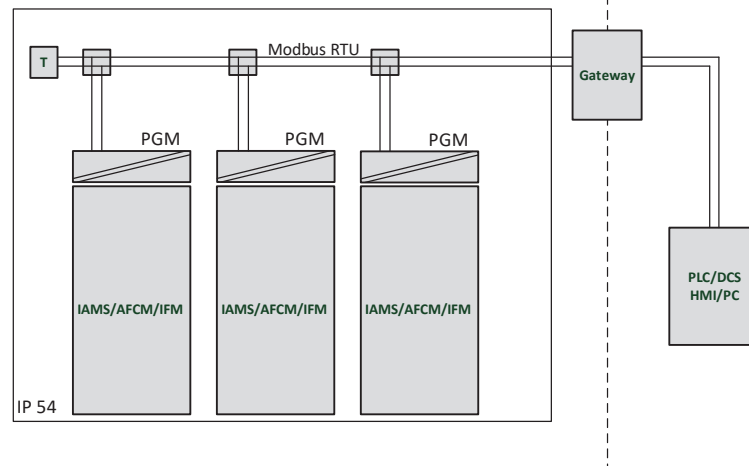 Modbus RTU
T
Gateway
PGM
PGM
PGM
PLC/DCS
HMI/PC
IAMS/AFCM/IFM
IAMS/AFCM/IFM
IAMS/AFCM/IFM
IP 54